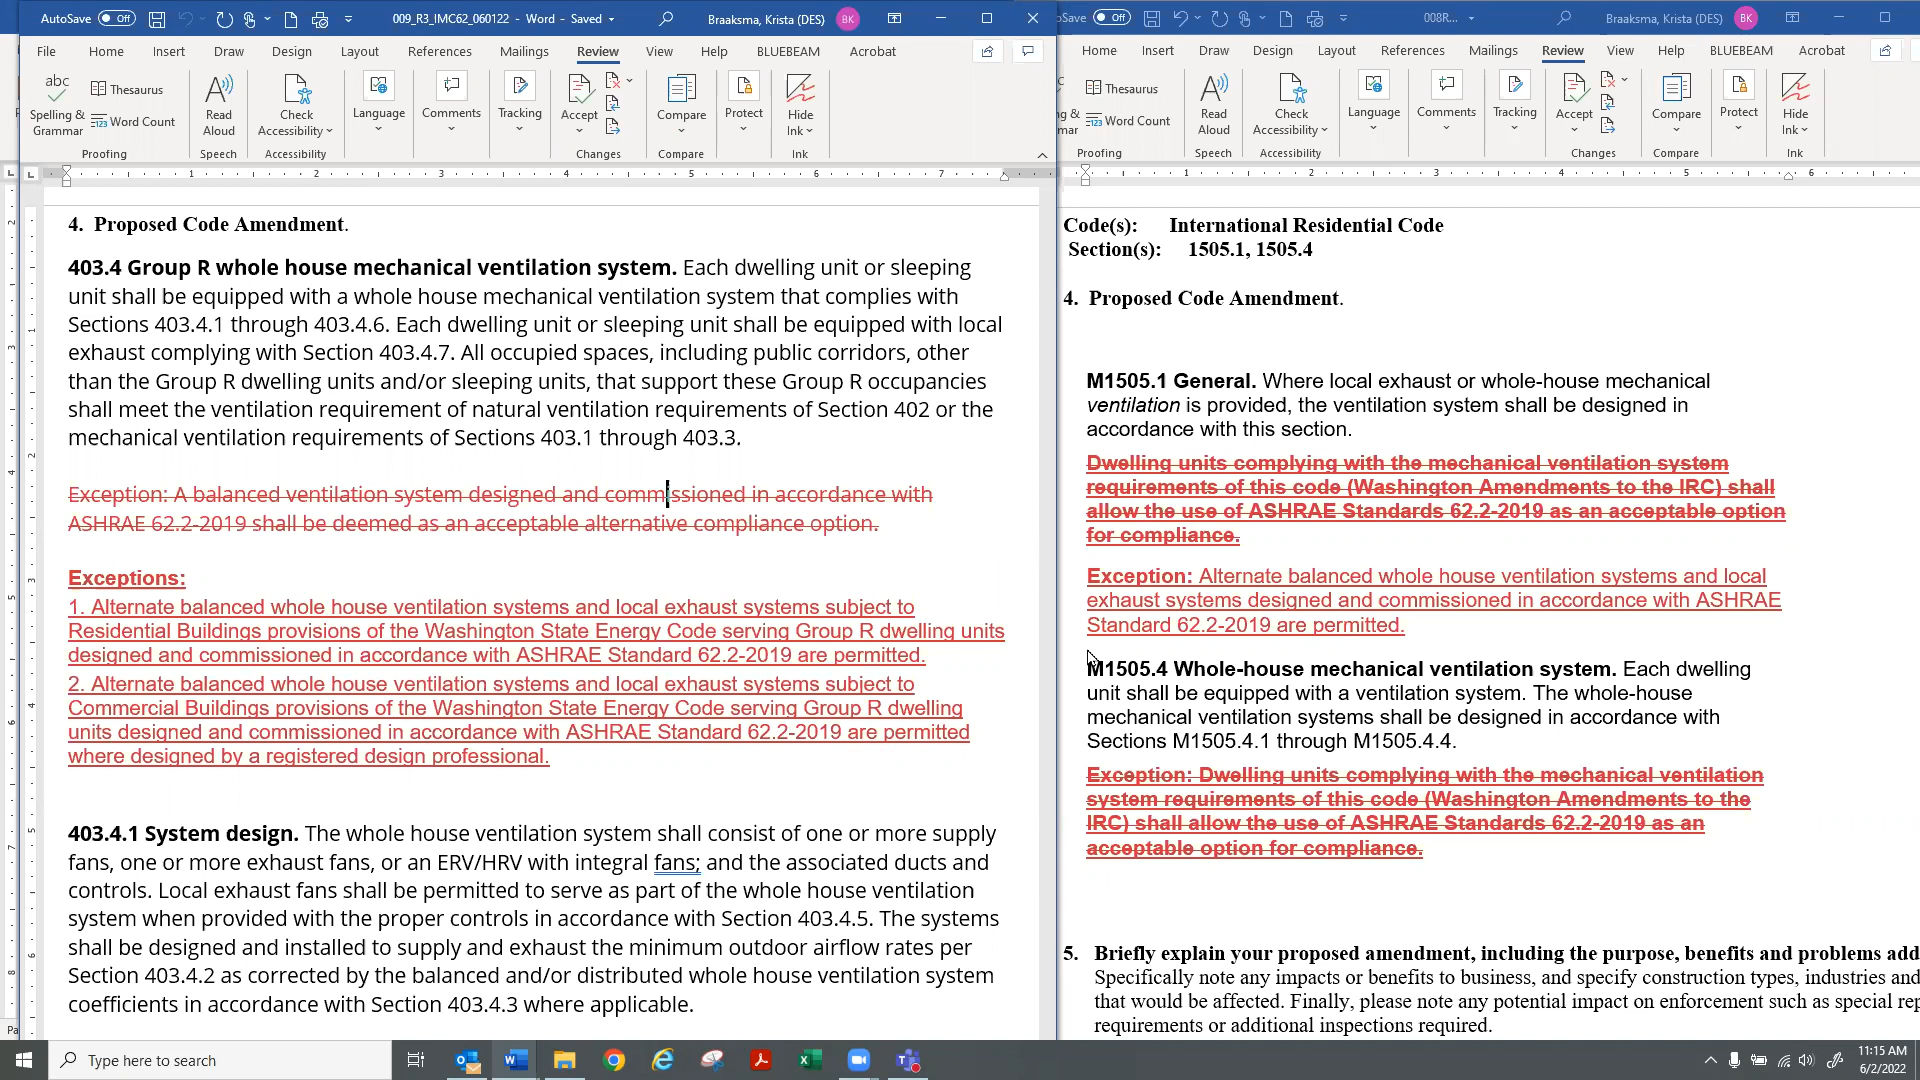 AutoSave Off 009_R3_IMC62_060122 - Word - Saved Braaksma, Krista (DES) BK
File Home Insert Draw Design Layout References Mailings Review View Help BLUEBEAM Acrobat
abc
Spelling & Grammar
Thesaurus
Word Count
Read Aloud
Check Accessibility
Language
Comments
Tracking
Accept
Compare
Protect
Hide Ink
Proofing Speech Accessibility Changes Compare Ink
1 2 3 4 5 6 7
4. Proposed Code Amendment.
403.4 Group R whole house mechanical ventilation system. Each dwelling unit or sleeping
unit shall be equipped with a whole house mechanical ventilation system that complies with
Sections 403.4.1 through 403.4.6. Each dwelling unit or sleeping unit shall be equipped with local
exhaust complying with Section 403.4.7. All occupied spaces, including public corridors, other
than the Group R dwelling units and/or sleeping units, that support these Group R occupancies
shall meet the ventilation requirement of natural ventilation requirements of Section 402 or the
mechanical ventilation requirements of Sections 403.1 through 403.3.
Exception: A balanced ventilation system designed and commissioned in accordance with
ASHRAE 62.2-2019 shall be deemed as an acceptable alternative compliance option.
Exceptions:
1. Alternate balanced whole house ventilation systems and local exhaust systems subject to
Residential Buildings provisions of the Washington State Energy Code serving Group R dwelling units
designed and commissioned in accordance with ASHRAE Standard 62.2-2019 are permitted.
2. Alternate balanced whole house ventilation systems and local exhaust systems subject to
Commercial Buildings provisions of the Washington State Energy Code serving Group R dwelling
units designed and commissioned in accordance with ASHRAE Standard 62.2-2019 are permitted
where designed by a registered design professional.
403.4.1 System design. The whole house ventilation system shall consist of one or more supply
fans, one or more exhaust fans, or an ERV/HRV with integral fans; and the associated ducts and
controls. Local exhaust fans shall be permitted to serve as part of the whole house ventilation
system when provided with the proper controls in accordance with Section 403.4.5. The systems
shall be designed and installed to supply and exhaust the minimum outdoor airflow rates per
Section 403.4.2 as corrected by the balanced and/or distributed whole house ventilation system
coefficients in accordance with Section 403.4.3 where applicable.
oSave Off 008R... Braaksma, Krista (DES) BK
Home Insert Draw Design Layout References Mailings Review View Help BLUEBEAM Acrobat
ng &
mar
Thesaurus
Word Count
Read Aloud
Check Accessibility
Language
Comments
Tracking
Accept
Compare
Protect
Hide Ink
Proofing Speech Accessibility Changes Compare Ink
1 2 3 4 5 6
Code(s): International Residential Code
Section(s): 1505.1, 1505.4
4. Proposed Code Amendment.
M1505.1 General. Where local exhaust or whole-house mechanical
ventilation is provided, the ventilation system shall be designed in
accordance with this section.
Dwelling units complying with the mechanical ventilation system
requirements of this code (Washington Amendments to the IRC) shall
allow the use of ASHRAE Standards 62.2-2019 as an acceptable option
for compliance.
Exception: Alternate balanced whole house ventilation systems and local
exhaust systems designed and commissioned in accordance with ASHRAE
Standard 62.2-2019 are permitted.
M1505.4 Whole-house mechanical ventilation system. Each dwelling
unit shall be equipped with a ventilation system. The whole-house
mechanical ventilation systems shall be designed in accordance with
Sections M1505.4.1 through M1505.4.4.
Exception: Dwelling units complying with the mechanical ventilation
system requirements of this code (Washington Amendments to the
IRC) shall allow the use of ASHRAE Standards 62.2-2019 as an
acceptable option for compliance.
5. Briefly explain your proposed amendment, including the purpose, benefits and problems add
Specifically note any impacts or benefits to business, and specify construction types, industries and
that would be affected. Finally, please note any potential impact on enforcement such as special rep
requirements or additional inspections required.
Pa
Type here to search
11:15 AM
6/2/2022